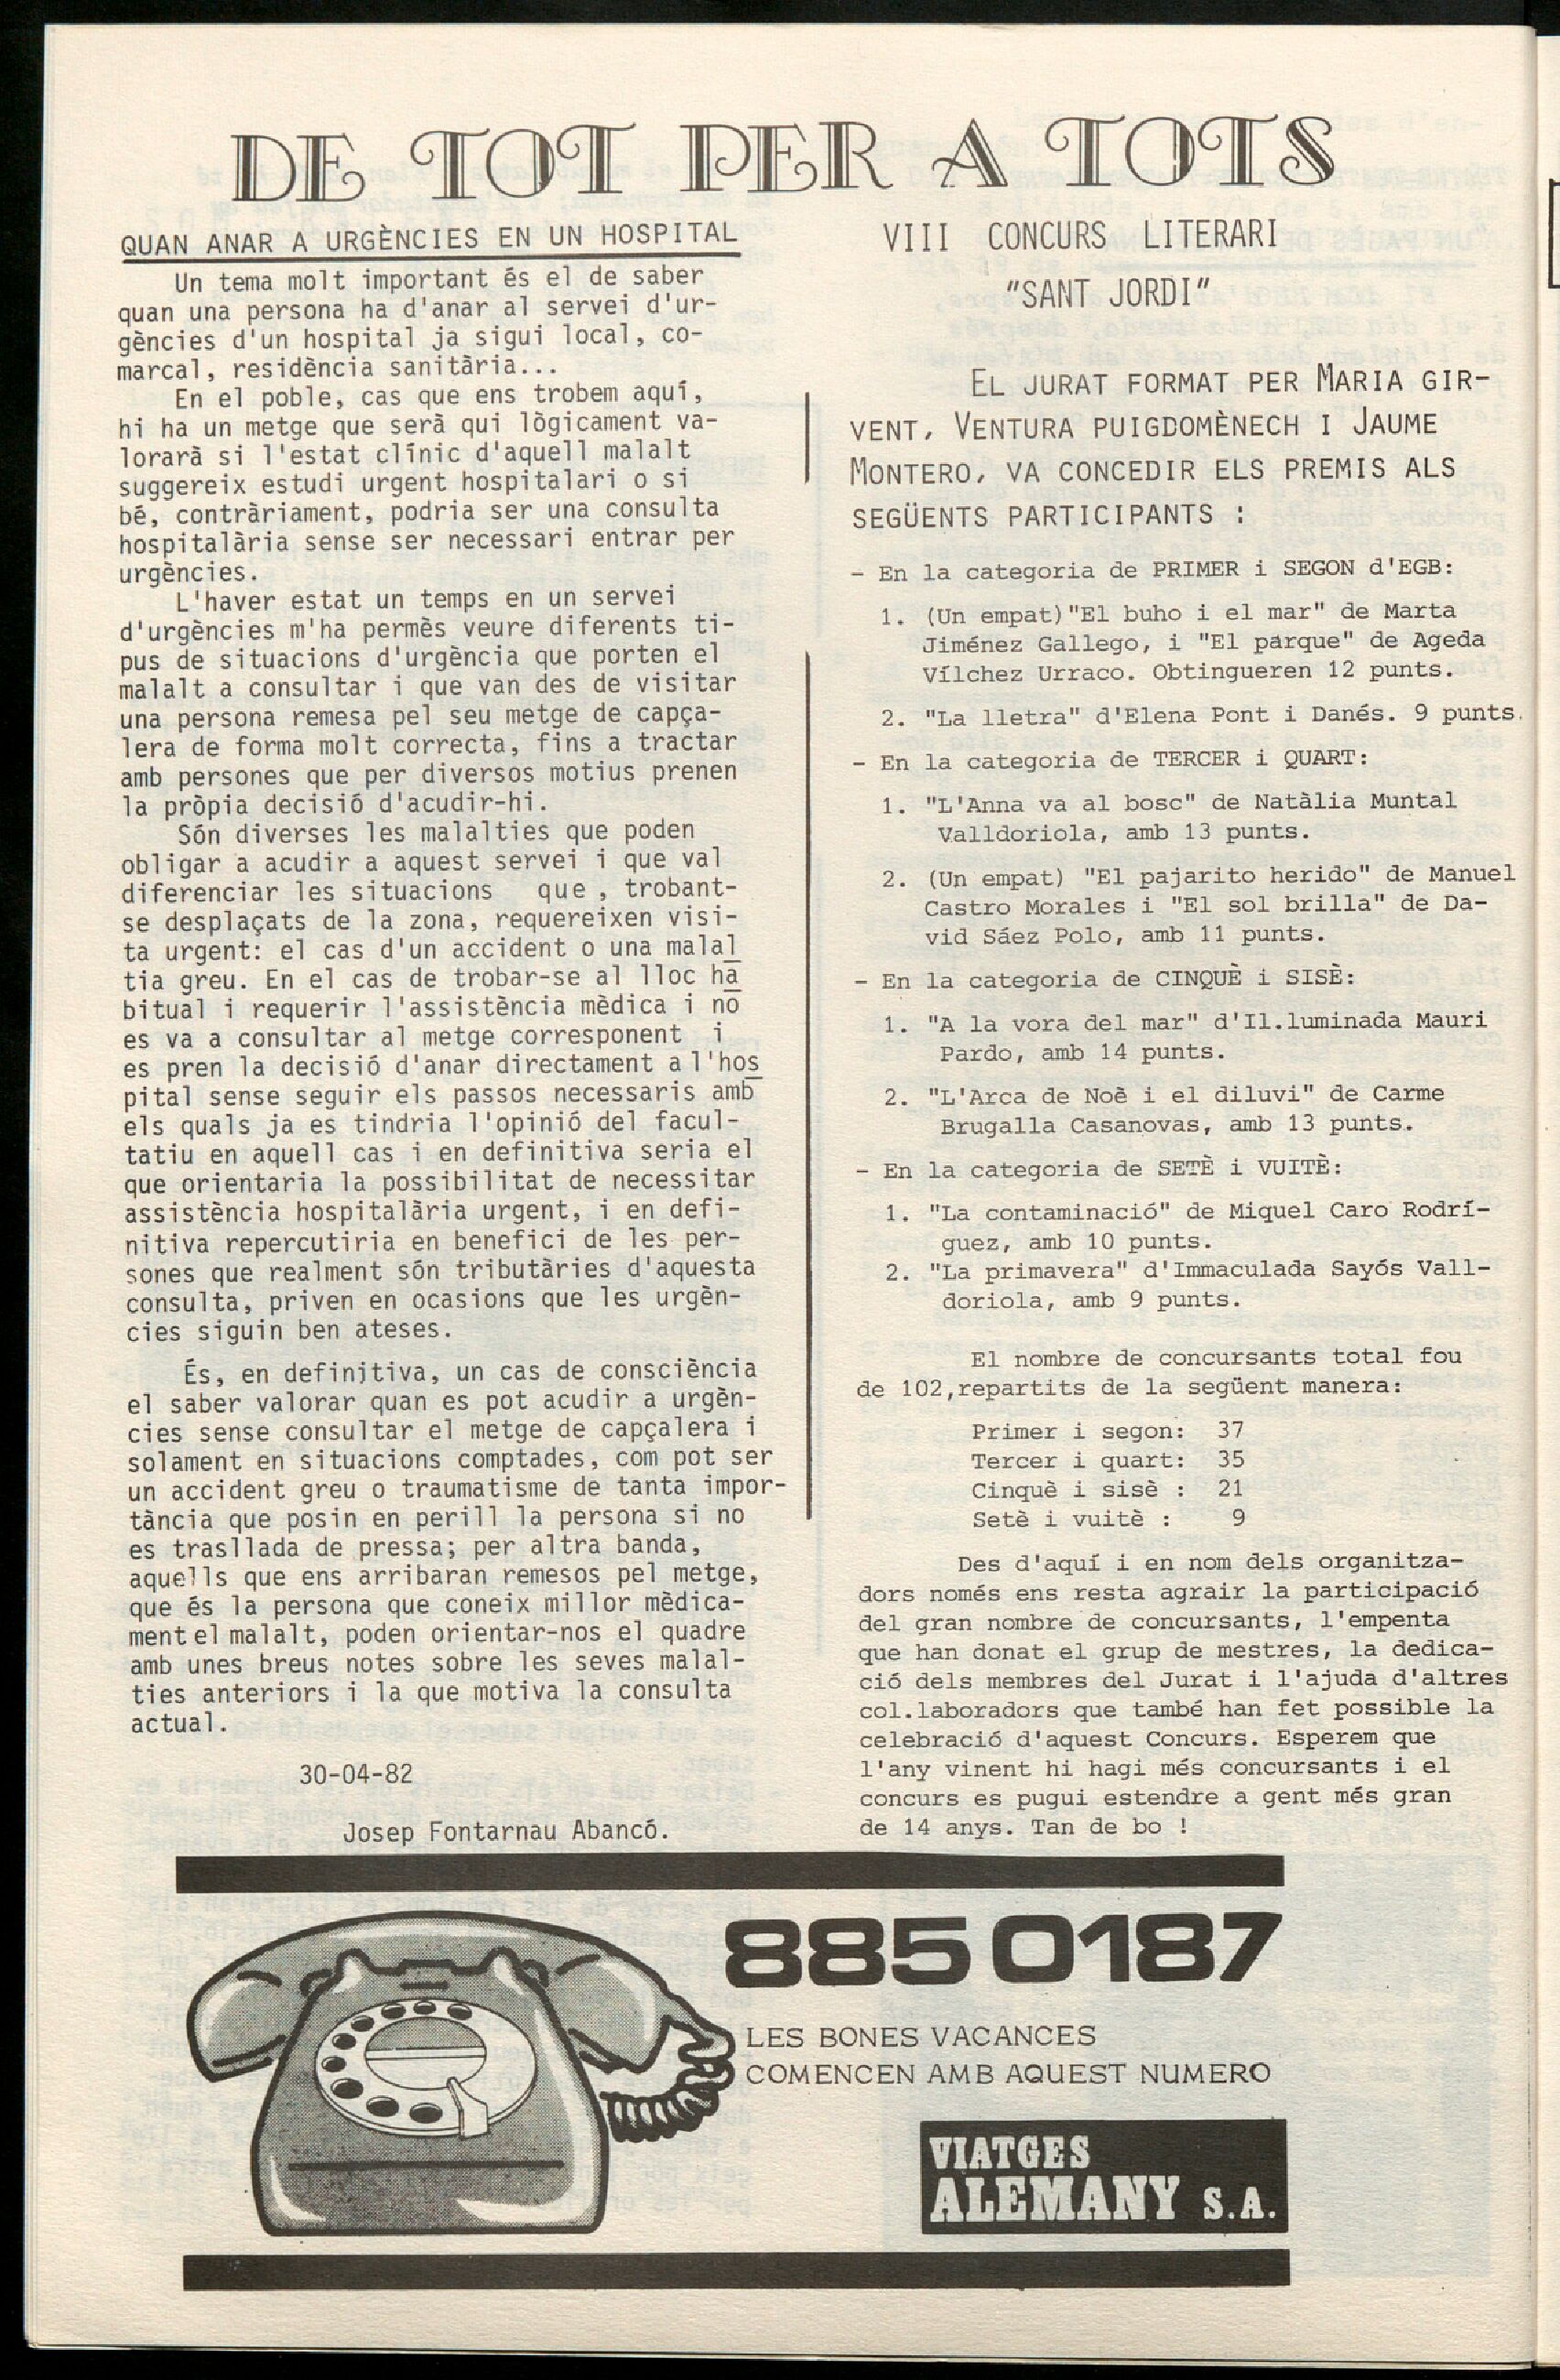 DE TOT PER A TOTS
QUAN ANAR A URGÈNCIES EN UN HOSPITAL
Un tema molt important és el de saber
quan una persona ha d'anar al servei d'ur-
gències d'un hospital ja sigui local, co-
marcal, residència sanitària...
En el poble, cas que ens trobem aquí,
hi ha un metge que serà qui lògicament va-
lorarà si l'estat clínic d'aquell malalt
suggereix estudi urgent hospitalari o si
bé, contràriament, podria ser una consulta
hospitalària sense ser necessari entrar per
urgències.
L'haver estat un temps en un servei
d'urgències m'ha permès veure diferents ti-
pus de situacions d'urgència que porten el
malalt a consultar i que van des de visitar
una persona remesa pel seu metge de capça-
lera de forma molt correcta, fins a tractar
amb persones que per diversos motius prenen
la pròpia decisió d'acudir-hi.
Són diverses les malalties que poden
obligar a acudir a aquest servei i que val
diferenciar les situacions que, trobant-
se desplaçats de la zona, requereixen visi-
ta urgent: el cas d'un accident o una malal
tia greu. En el cas de trobar-se al lloc ha
bitual i requerir l'assistència mèdica i no
es va a consultar al metge corresponent i
es pren la decisió d'anar directament a l'hos
pital sense seguir els passos necessaris amb
els quals ja es tindria l'opinió del facul-
tatiu en aquell cas i en definitiva seria el
que orientaria la possibilitat de necessitar
assistència hospitalària urgent, i en defi-
nitiva repercutiria en benefici de les per-
sones que realment són tributàries d'aquesta
consulta, priven en ocasions que les urgèn-
cies siguin ben ateses.
És, en definitiva, un cas de consciència
el saber valorar quan es pot acudir a urgèn-
cies sense consultar el metge de capçalera i
solament en situacions comptades, com pot ser
un accident greu o traumatisme de tanta impor-
tància que posin en perill la persona si no
es trasllada de pressa; per altra banda,
aquells que ens arribaran remesos pel metge,
que és la persona que coneix millor mèdica-
ment el malalt, poden orientar-nos el quadre
amb unes breus notes sobre les seves malal-
ties anteriors i la que motiva la consulta
actual.
30-04-82
Josep Fontarnau Abancó.
VIII CONCURS LITERARI
"SANT JORDI"
EL JURAT FORMAT PER MARIA GIR-
VENT, VENTURA PUIGDOMÈNECH I JAUME
MONTERO, VA CONCEDIR ELS PREMIS ALS
SEGÜENTS PARTICIPANTS :
- En la categoria de PRIMER i SEGON d'EGB:
1. (Un empat)"El buho i el mar" de Marta
Jiménez Gallego, i "El parque" de Ageda
Vílchez Urraco. Obtingueren 12 punts.
2. "La lletra" d'Elena Pont i Danés. 9 punts.
- En la categoria de TERCER i QUART:
1. "L'Anna va al bosc" de Natàlia Muntal
Valldoriola, amb 13 punts.
2. (Un empat) "El pajarito herido" de Manuel
Castro Morales i "El sol brilla" de Da-
vid Sáez Polo, amb 11 punts.
- En la categoria de CINQUÈ i SISÈ:
1. "A la vora del mar" d'Il.luminada Mauri
Pardo, amb 14 punts.
2. "L'Arca de Noè i el diluvi" de Carme
Brugalla Casanovas, amb 13 punts.
- En la categoria de SETÈ i VUITÈ:
1. "La contaminació" de Miquel Caro Rodrí-
guez, amb 10 punts.
2. "La primavera" d'Immaculada Sayós Vall-
doriola, amb 9 punts.
El nombre de concursants total fou
de 102,repartits de la següent manera:
Primer i segon: 37
Tercer i quart: 35
Cinquè i sisè : 21
Setè i vuitè : 9
Des d'aquí i en nom dels organitza-
dors només ens resta agrair la participació
del gran nombre de concursants, l'empenta
que han donat el grup de mestres, la dedica-
ció dels membres del Jurat i l'ajuda d'altres
col.laboradors que també han fet possible la
celebració d'aquest Concurs. Esperem que
l'any vinent hi hagi més concursants i el
concurs es pugui estendre a gent més gran
de 14 anys. Tan de bo !
885 0187
LES BONES VACANCES
COMENCEN AMB AQUEST NUMERO
VIATGES
ALEMANY S.A.